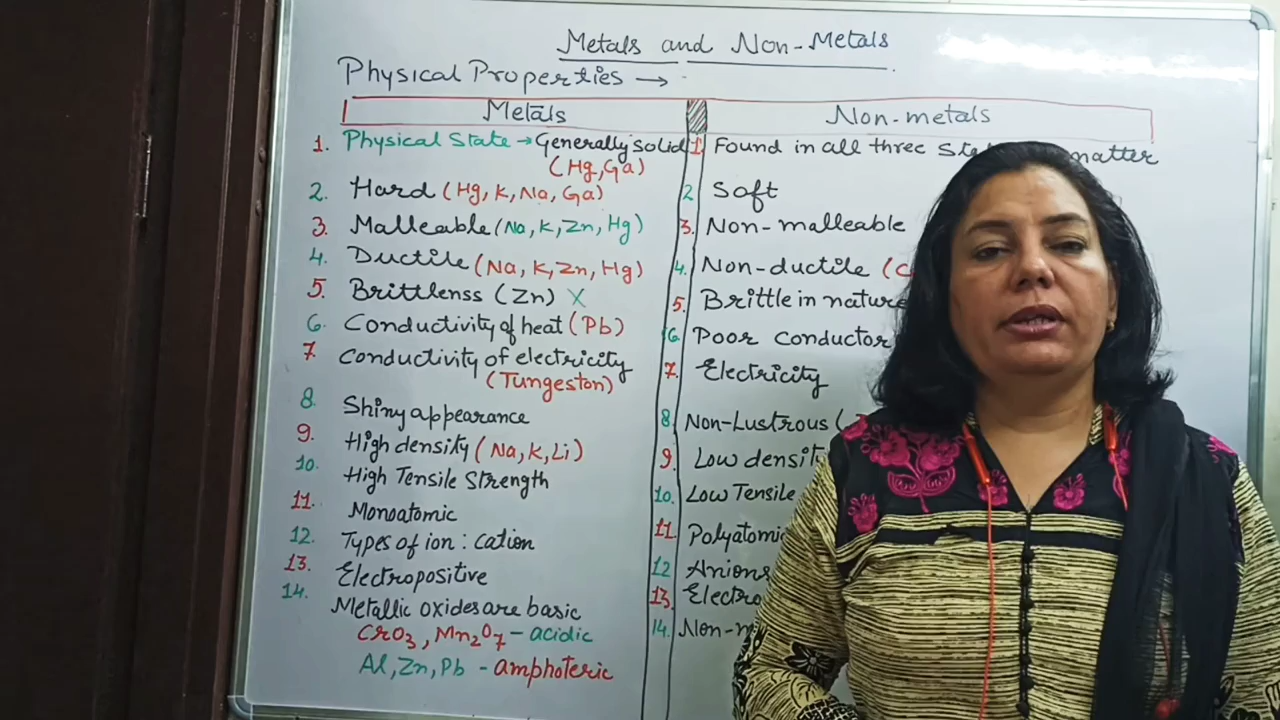 Metals and Non-Metals
Physical Properties →
Metals
Non-metals
1. Physical State → Generally solid
(Hg, Ga)
2. Hard (Hg, K, Na, Ga)
3. Malleable (Na, K, Zn, Hg)
4. Ductile (Na, K, Zn, Hg)
5. Brittlenss (Zn) X
6. Conductivity of heat (Pb)
7. Conductivity of electricity
(Tungeston)
8. Shiny appearance
9. High density (Na, K, Li)
10. High Tensile Strength
11. Monoatomic
12. Types of ion : Cation
13. Electropositive
14. Metallic oxides are basic
CrO3, Mn2O7 - acidic
Al, Zn, Pb - amphoteric
1. Found in all three matter
2. Soft
3. Non-malleable
4. Non-ductile
5. Brittle in nature
6. Poor conductor
7. Electricity
8. Non-Lustrous
9. Low density
10. Low Tensile
11. Polyatomic
12. Anions
13.
14.